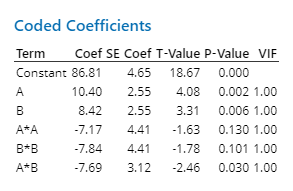 Coded Coefficients
Term Coef SE Coef T-Value P-Value VIF
Constant 86.81 4.65 18.67 0.000
A 10.40 2.55 4.08 0.002 1.00
B 8.42 2.55 3.31 0.006 1.00
A*A -7.17 4.41 -1.63 0.130 1.00
B*B -7.84 4.41 -1.78 0.101 1.00
A*B -7.69 3.12 -2.46 0.030 1.00